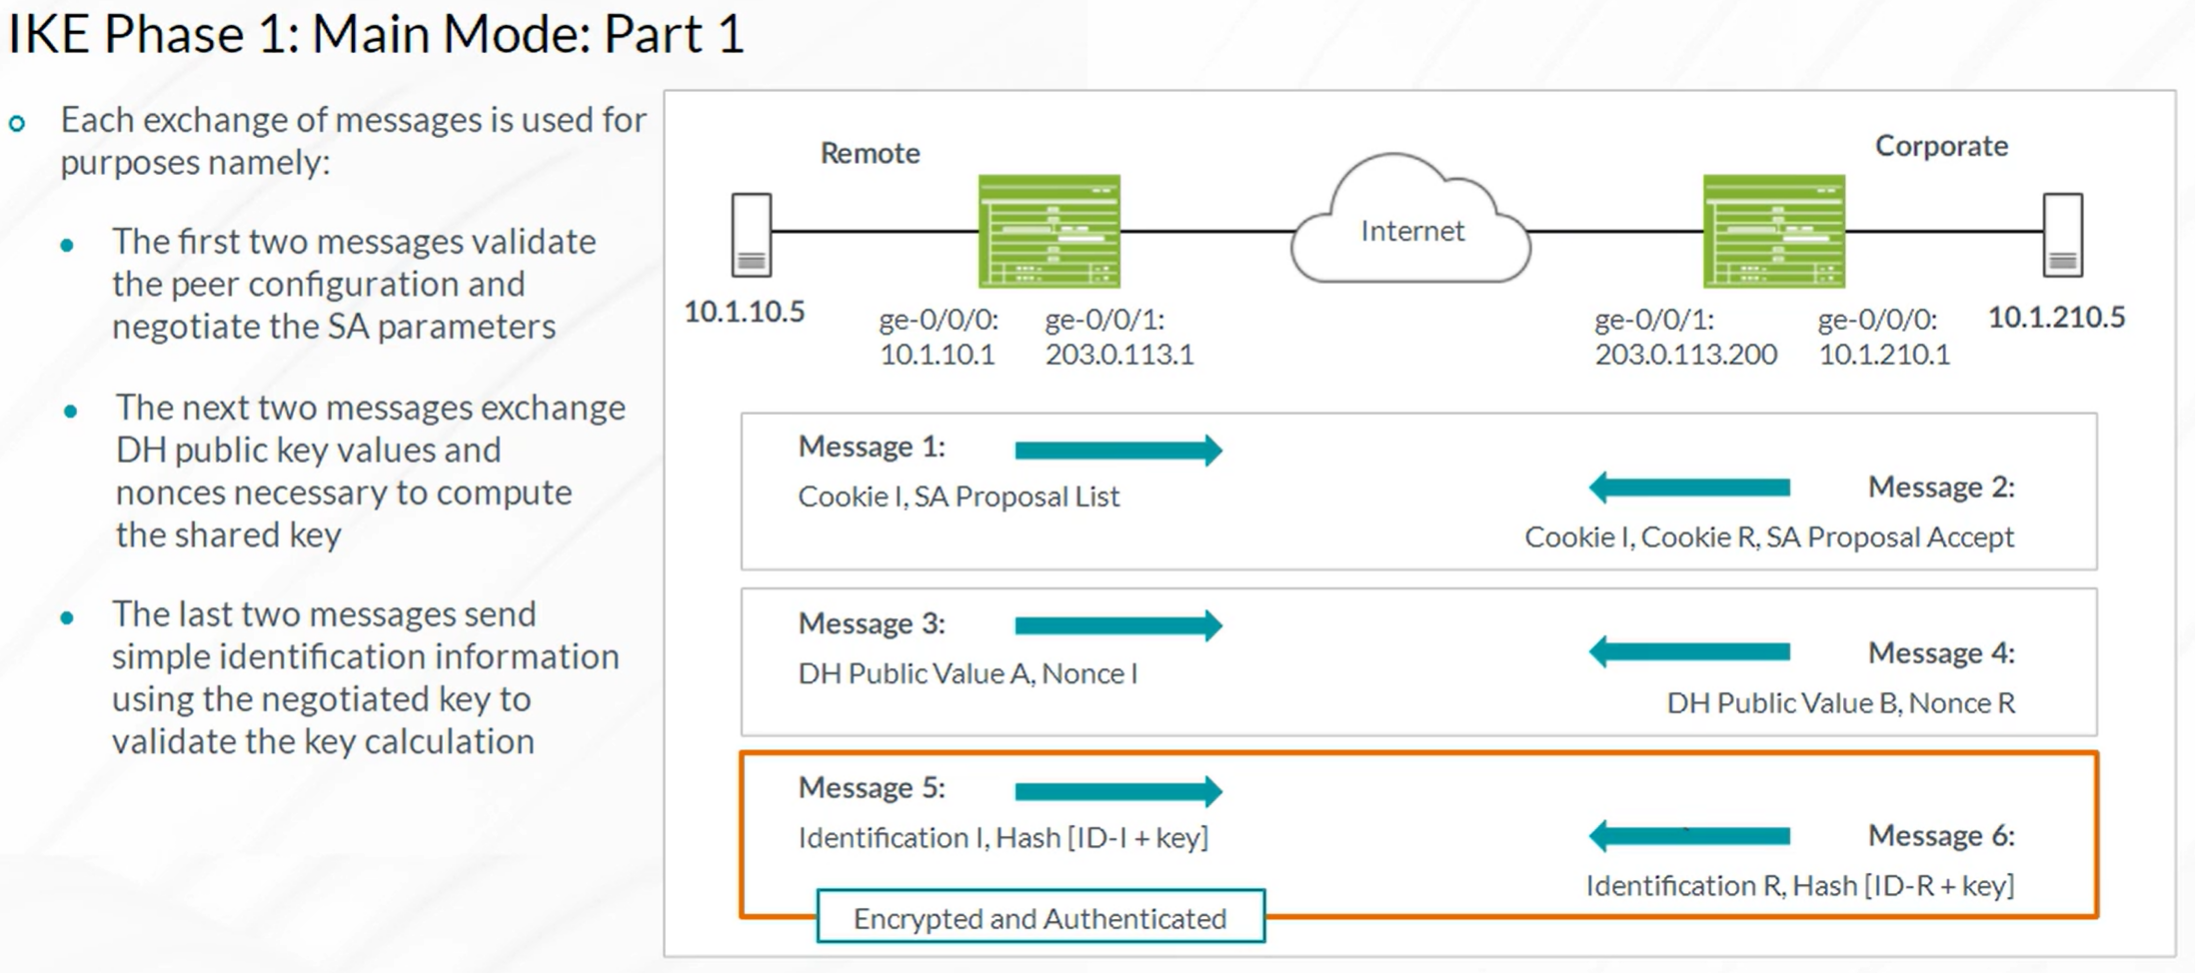 IKE Phase 1: Main Mode: Part 1
Each exchange of messages is used for
purposes namely:
The first two messages validate
the peer configuration and
negotiate the SA parameters
The next two messages exchange
DH public key values and
nonces necessary to compute
the shared key
The last two messages send
simple identification information
using the negotiated key to
validate the key calculation
Remote
Corporate
Internet
10.1.10.5
ge-0/0/0:
10.1.10.1
ge-0/0/1:
203.0.113.1
ge-0/0/1:
203.0.113.200
ge-0/0/0:
10.1.210.1
10.1.210.5
Message 1:
Cookie I, SA Proposal List
Message 2:
Cookie I, Cookie R, SA Proposal Accept
Message 3:
DH Public Value A, Nonce I
Message 4:
DH Public Value B, Nonce R
Message 5:
Identification I, Hash [ID-I + key]
Message 6:
Identification R, Hash [ID-R + key]
Encrypted and Authenticated